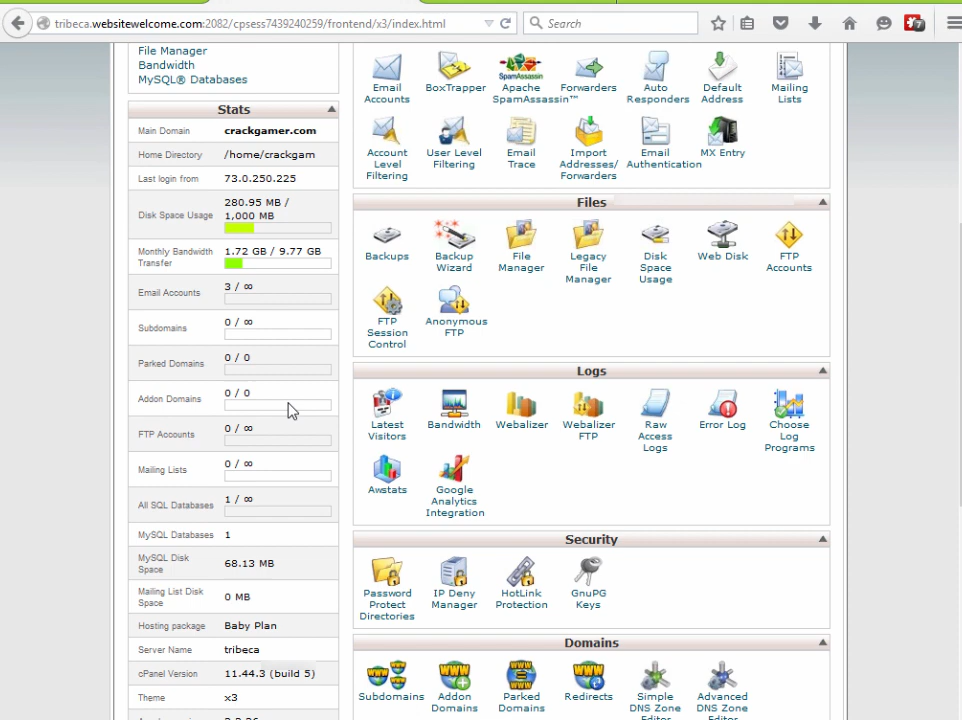 tribeca.websitewelcome.com:2082/cpsess7439240259/frontend/x3/index.html
Search
7
File Manager
Bandwidth
MySQL® Databases
Stats
Main Domain crackgamer.com
Home Directory /home/crackgam
Last login from 73.0.250.225
Disk Space Usage 280.95 MB /
1,000 MB
Monthly Bandwidth
Transfer
1.72 GB / 9.77 GB
Email Accounts 3 / ∞
Subdomains 0 / ∞
Parked Domains 0 / 0
Addon Domains 0 / 0
FTP Accounts 0 / ∞
Mailing Lists 0 / ∞
All SQL Databases 1 / ∞
MySQL Databases 1
MySQL Disk
Space
68.13 MB
Mailing List Disk
Space
0 MB
Hosting package Baby Plan
Server Name tribeca
cPanel Version 11.44.3 (build 5)
Theme x3
Email
Accounts
BoxTrapper
SpamAssassin
Apache
SpamAssassin™
Forwarders
Auto
Responders
Default
Address
Mailing
Lists
Account
Level
Filtering
User Level
Filtering
Email
Trace
Import
Addresses/
Forwarders
Email
Authentication
MX Entry
Files
Backups
Backup
Wizard
File
Manager
Legacy
File
Manager
Disk
Space
Usage
Web Disk
FTP
Accounts
FTP
Session
Control
Anonymous
FTP
Logs
Latest
Visitors
Bandwidth
Webalizer
Webalizer
FTP
Raw
Access
Logs
Error Log
Choose
Log
Programs
Awstats
Google
Analytics
Integration
Security
Password
Protect
Directories
IP Deny
Manager
HotLink
Protection
GnuPG
Keys
Domains
Subdomains
Addon
Domains
Parked
Domains
Redirects
Simple
DNS Zone
Editor
Advanced
DNS Zone
Editor